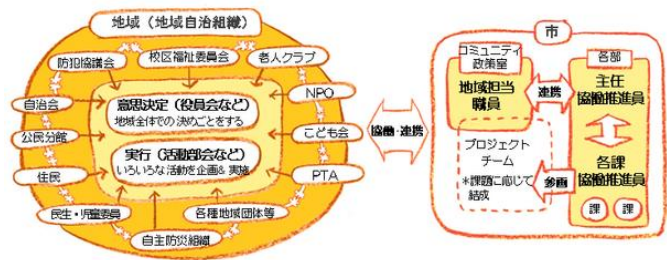 地域（地域自治組織）
防犯協議会
校区福祉委員会
老人クラブ
自治会
NPO
公民分館
こども会
住民
PTA
民生・児童委員
各種地域団体等
自主防災組織
意思決定（役員会など）
地域全体での決めごとをする
実行（活動部会など）
いろいろな活動を企画&実施
協働・連携
市
コミュニティ
政策室
地域担当
職員
連携
各部
主任
協働推進員
プロジェクト
チーム
＊課題に応じて
結成
参画
各課
協働推進員
課 課